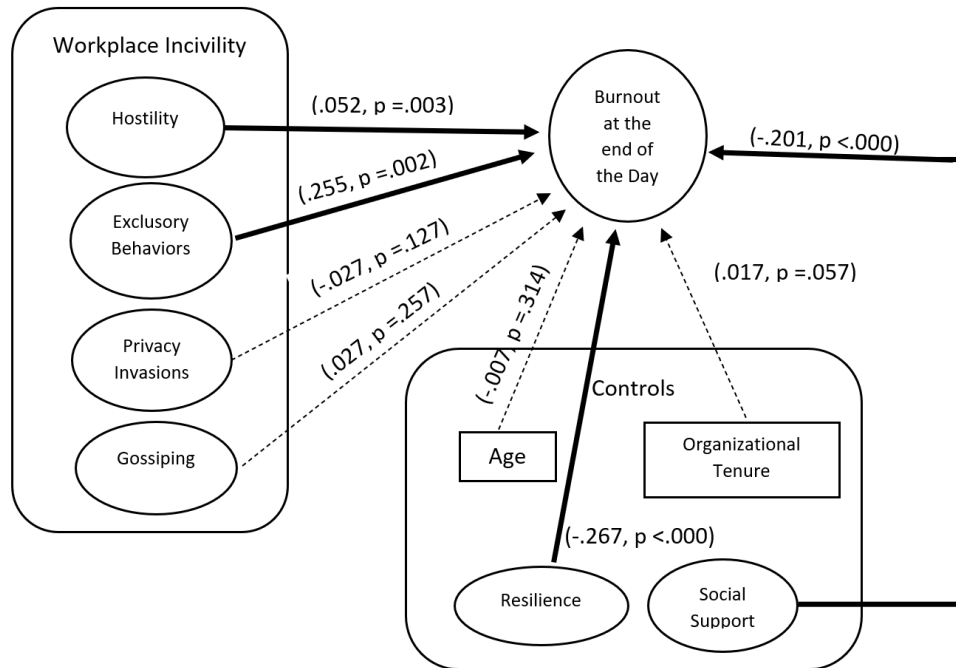 Workplace Incivility
Hostility
(.052, p =.003)
Burnout
at the
end of
the Day
(-.201, p <.000)
Exclusory
Behaviors
(.255, p =.002)
(-.027, p =.127)
(.017, p =.057)
Privacy
Invasions
(.027, p =.257)
(-.007, p =.314)
Controls
Gossiping
Age
Organizational
Tenure
(-.267, p <.000)
Resilience
Social
Support